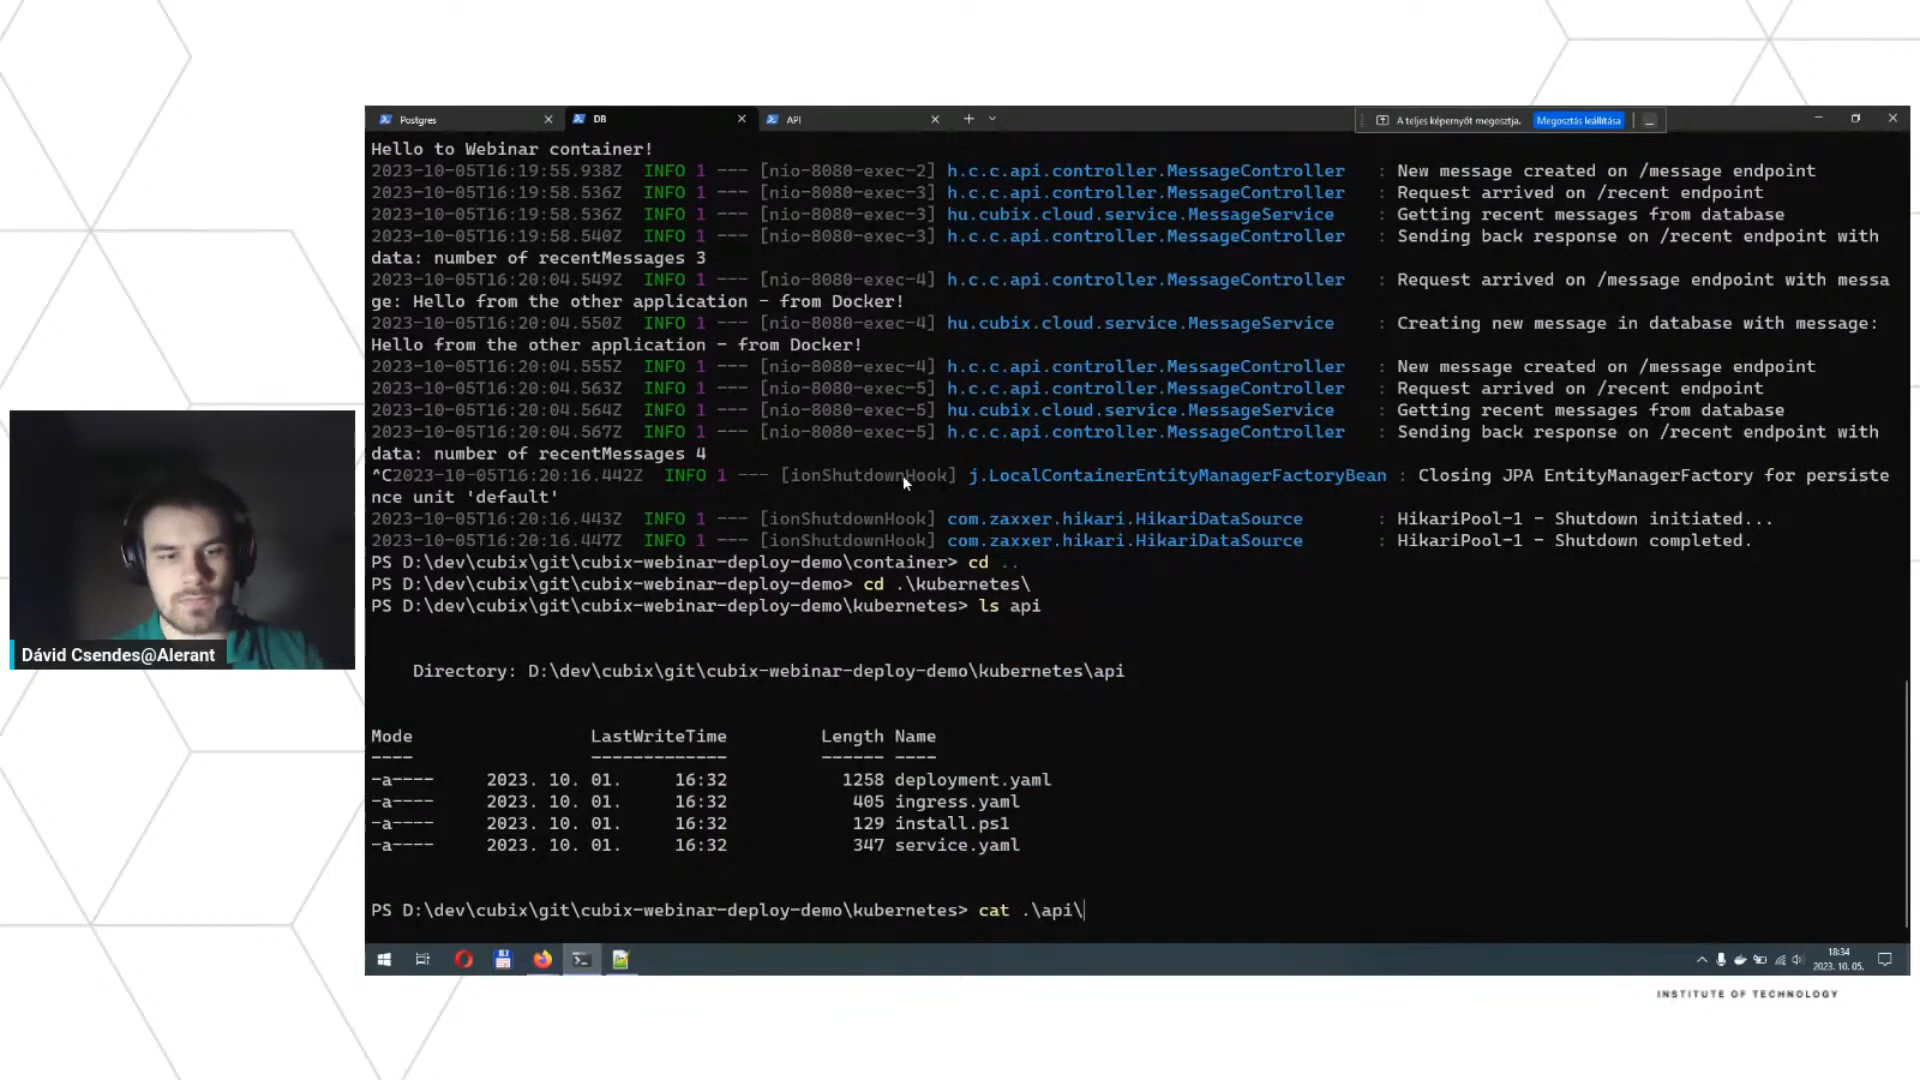 Postgres
DB
API
A teljes képernyőt megosztja.
Megosztás leállítása
Hello to Webinar container!
2023-10-05T16:19:55.938Z INFO 1 --- [nio-8080-exec-2] h.c.c.api.controller.MessageController : New message created on /message endpoint
2023-10-05T16:19:58.536Z INFO 1 --- [nio-8080-exec-3] h.c.c.api.controller.MessageController : Request arrived on /recent endpoint
2023-10-05T16:19:58.536Z INFO 1 --- [nio-8080-exec-3] hu.cubix.cloud.service.MessageService : Getting recent messages from database
2023-10-05T16:19:58.540Z INFO 1 --- [nio-8080-exec-3] h.c.c.api.controller.MessageController : Sending back response on /recent endpoint with
data: number of recentMessages 3
2023-10-05T16:20:04.549Z INFO 1 --- [nio-8080-exec-4] h.c.c.api.controller.MessageController : Request arrived on /message endpoint with messa
ge: Hello from the other application - from Docker!
2023-10-05T16:20:04.550Z INFO 1 --- [nio-8080-exec-4] hu.cubix.cloud.service.MessageService : Creating new message in database with message:
Hello from the other application - from Docker!
2023-10-05T16:20:04.555Z INFO 1 --- [nio-8080-exec-4] h.c.c.api.controller.MessageController : New message created on /message endpoint
2023-10-05T16:20:04.563Z INFO 1 --- [nio-8080-exec-5] h.c.c.api.controller.MessageController : Request arrived on /recent endpoint
2023-10-05T16:20:04.564Z INFO 1 --- [nio-8080-exec-5] hu.cubix.cloud.service.MessageService : Getting recent messages from database
2023-10-05T16:20:04.567Z INFO 1 --- [nio-8080-exec-5] h.c.c.api.controller.MessageController : Sending back response on /recent endpoint with
data: number of recentMessages 4
^C2023-10-05T16:20:16.442Z INFO 1 --- [ionShutdownHook] j.LocalContainerEntityManagerFactoryBean : Closing JPA EntityManagerFactory for persiste
nce unit 'default'
2023-10-05T16:20:16.443Z INFO 1 --- [ionShutdownHook] com.zaxxer.hikari.HikariDataSource : HikariPool-1 - Shutdown initiated...
2023-10-05T16:20:16.447Z INFO 1 --- [ionShutdownHook] com.zaxxer.hikari.HikariDataSource : HikariPool-1 - Shutdown completed.
PS D:\dev\cubix\git\cubix-webinar-deploy-demo\container> cd ..
PS D:\dev\cubix\git\cubix-webinar-deploy-demo> cd .\kubernetes\
PS D:\dev\cubix\git\cubix-webinar-deploy-demo\kubernetes> ls api
Directory: D:\dev\cubix\git\cubix-webinar-deploy-demo\kubernetes\api
Mode LastWriteTime Length Name
---- ------------- ------ ----
-a---- 2023. 10. 01. 16:32 1258 deployment.yaml
-a---- 2023. 10. 01. 16:32 405 ingress.yaml
-a---- 2023. 10. 01. 16:32 129 install.ps1
-a---- 2023. 10. 01. 16:32 347 service.yaml
PS D:\dev\cubix\git\cubix-webinar-deploy-demo\kubernetes> cat .\api\
Dávid Csendes@Alerant
18:34
2023. 10. 05.
INSTITUTE OF TECHNOLOGY